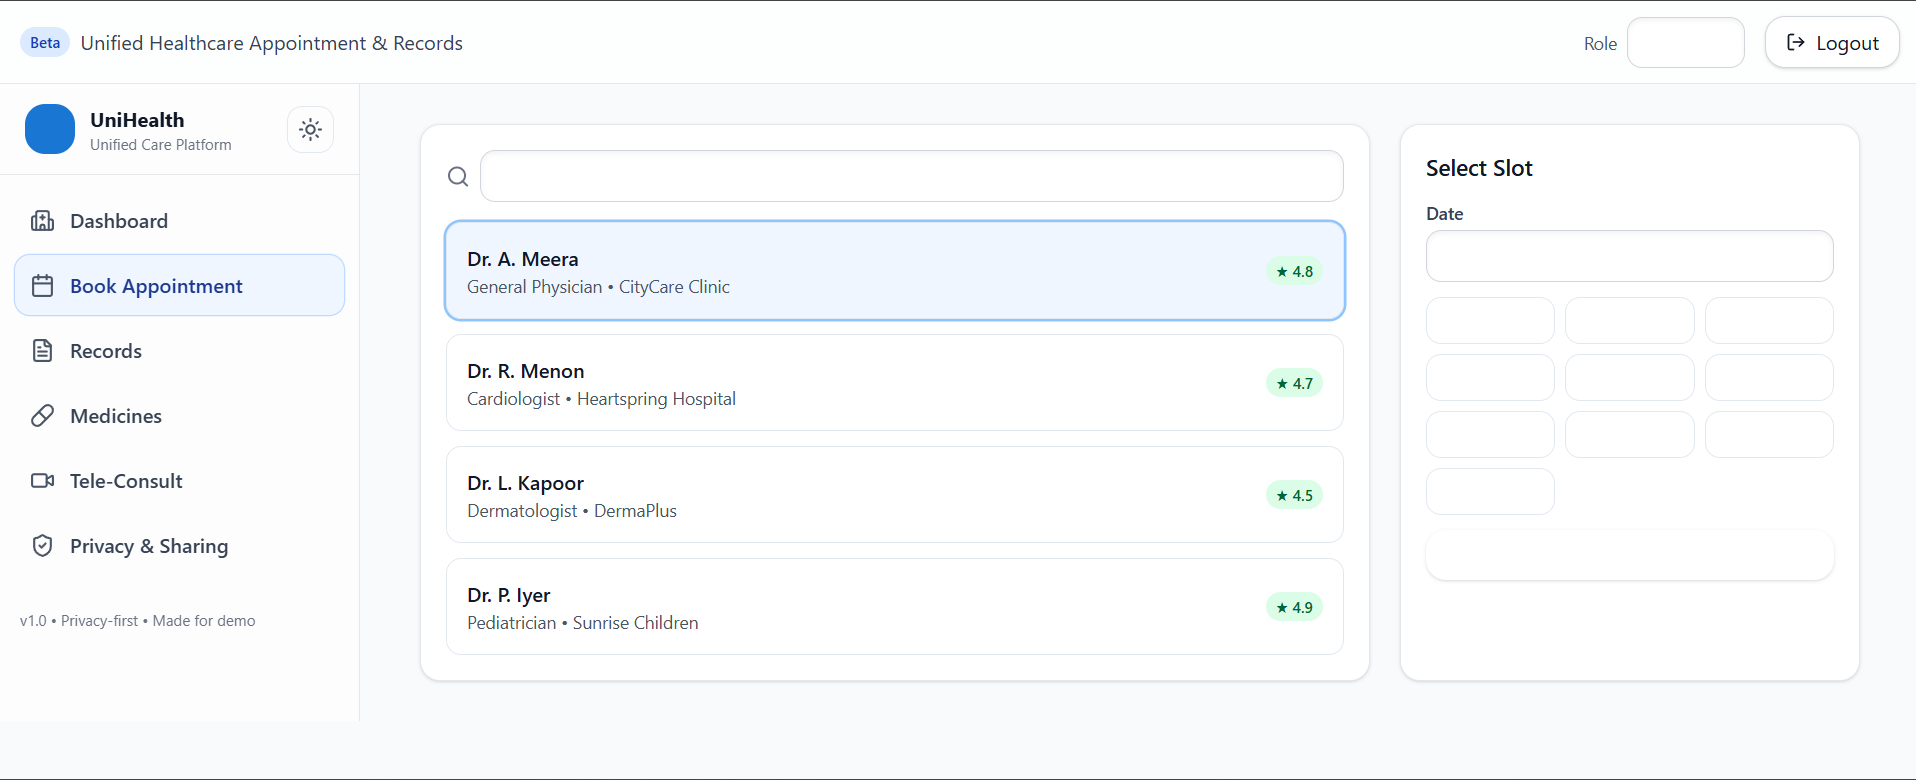 Beta Unified Healthcare Appointment & Records
Role
Logout
UniHealth
Unified Care Platform
Dashboard
Book Appointment
Records
Medicines
Tele-Consult
Privacy & Sharing
v1.0 • Privacy-first • Made for demo
Dr. A. Meera
General Physician • CityCare Clinic
★ 4.8
Dr. R. Menon
Cardiologist • Heartspring Hospital
★ 4.7
Dr. L. Kapoor
Dermatologist • DermaPlus
★ 4.5
Dr. P. Iyer
Pediatrician • Sunrise Children
★ 4.9
Select Slot
Date